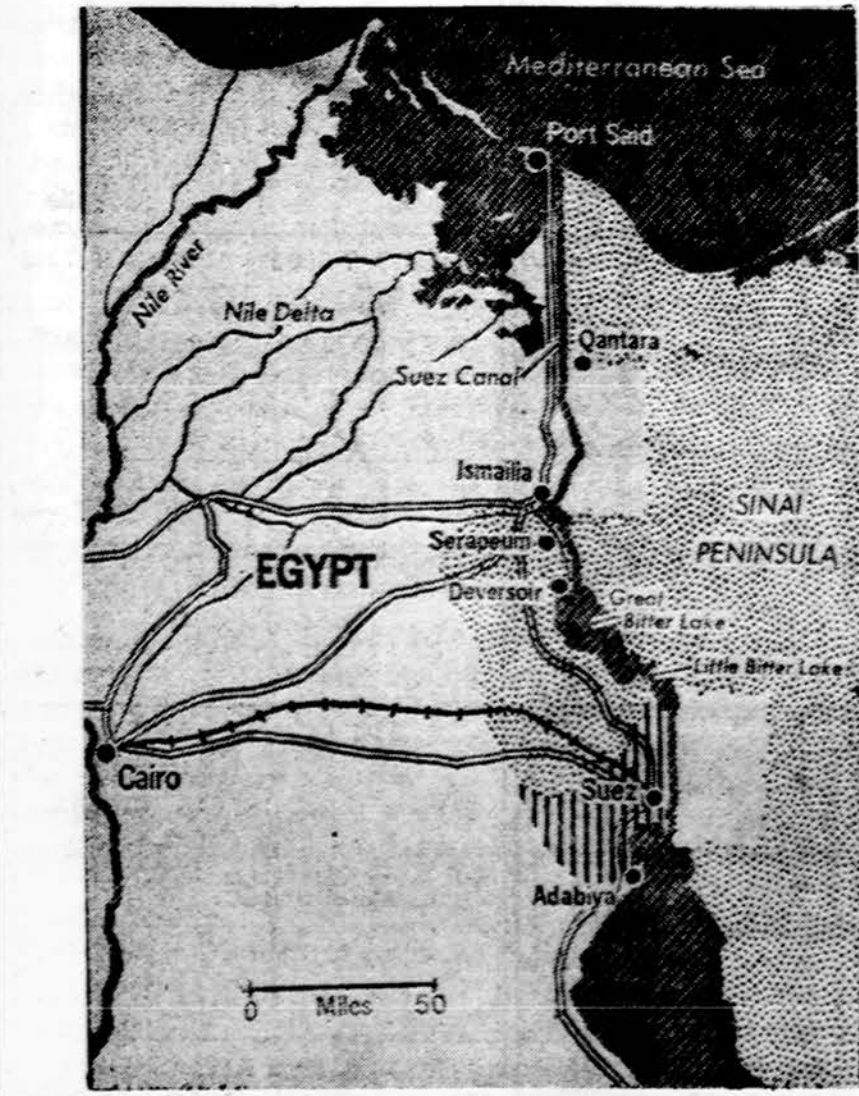 Mediterranean Sea
Port Said
Nile River
Nile Delta
Qantara
Suez Canal
Ismailia
SINAI
PENINSULA
Serapeum
EGYPT
Deversoir
Great
Bitter Lake
Little Bitter Lake
Cairo
Suez
Adabiya
0 Miles 50